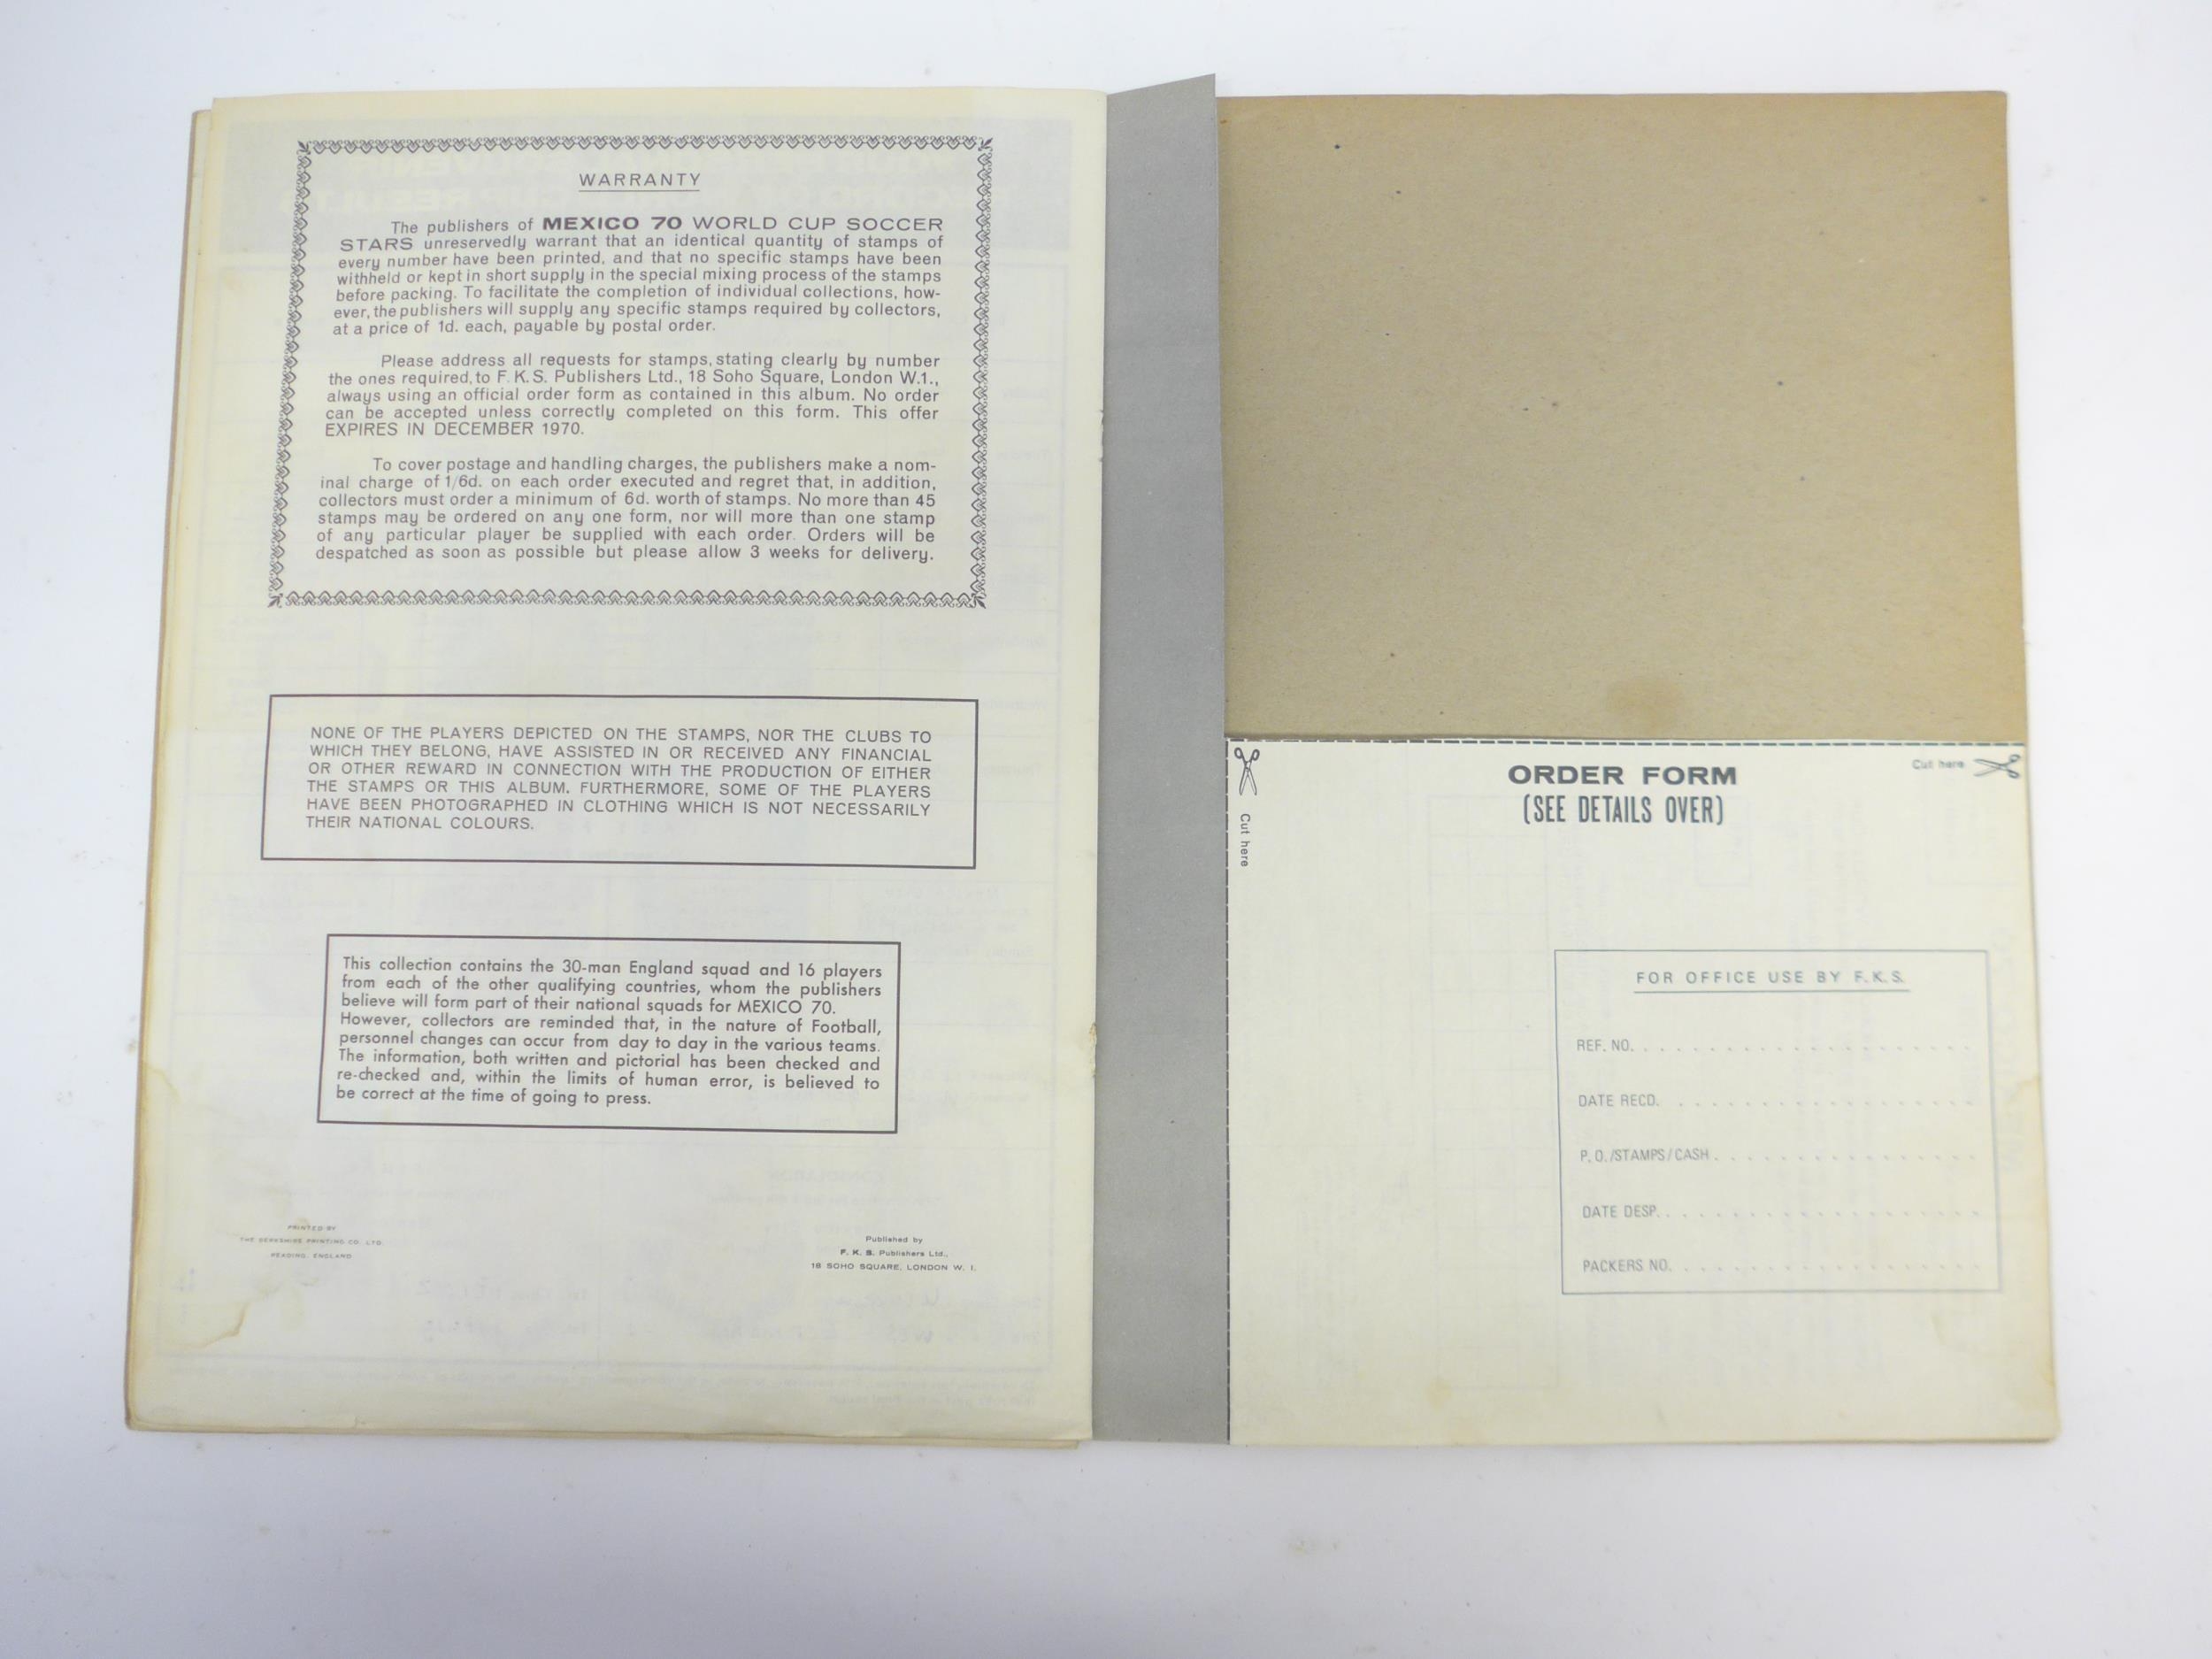 WARRANTY
The publishers of MEXICO 70 WORLD CUP SOCCER
STARS unreservedly warrant that an identical quantity of stamps of
every number have been printed, and that no specific stamps have been
withheld or kept in short supply in the special mixing process of the stamps
before packing. To facilitate the completion of individual collections, how-
ever, the publishers will supply any specific stamps required by collectors,
at a price of 1d. each, payable by postal order.
Please address all requests for stamps, stating clearly by number
the ones required, to F. K. S. Publishers Ltd., 18 Soho Square, London W.1.,
always using an official order form as contained in this album. No order
can be accepted unless correctly completed on this form. This offer
EXPIRES IN DECEMBER 1970.
To cover postage and handling charges, the publishers make a nom-
inal charge of 1/6d. on each order executed and regret that, in addition,
collectors must order a minimum of 6d. worth of stamps. No more than 45
stamps may be ordered on any one form, nor will more than one stamp
of any particular player be supplied with each order. Orders will be
despatched as soon as possible but please allow 3 weeks for delivery.
NONE OF THE PLAYERS DEPICTED ON THE STAMPS, NOR THE CLUBS TO
WHICH THEY BELONG, HAVE ASSISTED IN OR RECEIVED ANY FINANCIAL
OR OTHER REWARD IN CONNECTION WITH THE PRODUCTION OF EITHER
THE STAMPS OR THIS ALBUM. FURTHERMORE, SOME OF THE PLAYERS
HAVE BEEN PHOTOGRAPHED IN CLOTHING WHICH IS NOT NECESSARILY
THEIR NATIONAL COLOURS.
This collection contains the 30-man England squad and 16 players
from each of the other qualifying countries, whom the publishers
believe will form part of their national squads for MEXICO 70.
However, collectors are reminded that, in the nature of Football,
personnel changes can occur from day to day in the various teams.
The information, both written and pictorial has been checked and
re-checked and, within the limits of human error, is believed to
be correct at the time of going to press.
PRINTED BY
THE BERKSHIRE PRINTING CO. LTD.
READING, ENGLAND
Published by
F. K. S. Publishers Ltd.,
18 SOHO SQUARE, LONDON W. 1.
Cut here
Cut here
ORDER FORM
(SEE DETAILS OVER)
FOR OFFICE USE BY F.K.S.
REF. NO. . . . . . . . . . . . . . . . . . . . . .
DATE RECD. . . . . . . . . . . . . . . . . . . .
P. O./STAMPS/CASH . . . . . . . . . . . . . . . .
DATE DESP. . . . . . . . . . . . . . . . . . . .
PACKERS NO. . . . . . . . . . . . . . . . . . . .